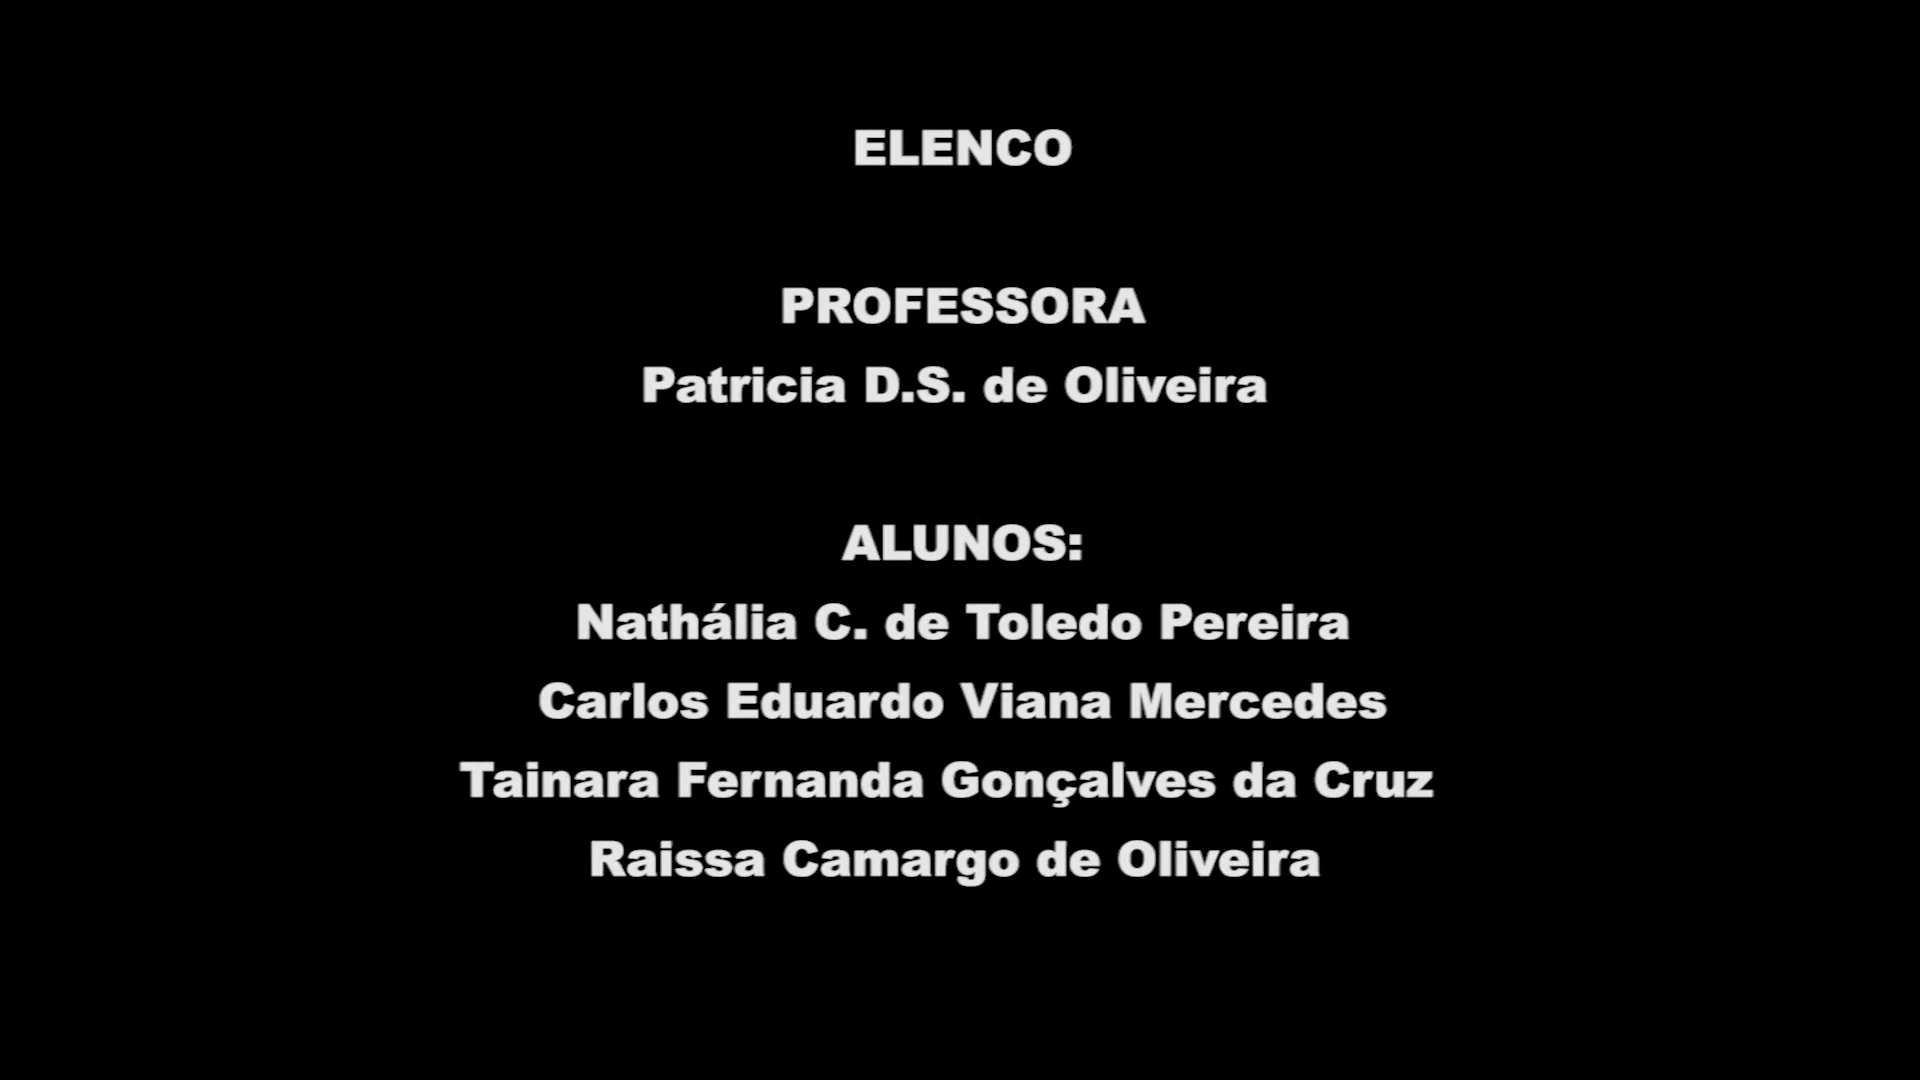 ELENCO
PROFESSORA
Patricia D.S. de Oliveira
ALUNOS:
Nathália C. de Toledo Pereira
Carlos Eduardo Viana Mercedes
Tainara Fernanda Gonçalves da Cruz
Raissa Camargo de Oliveira